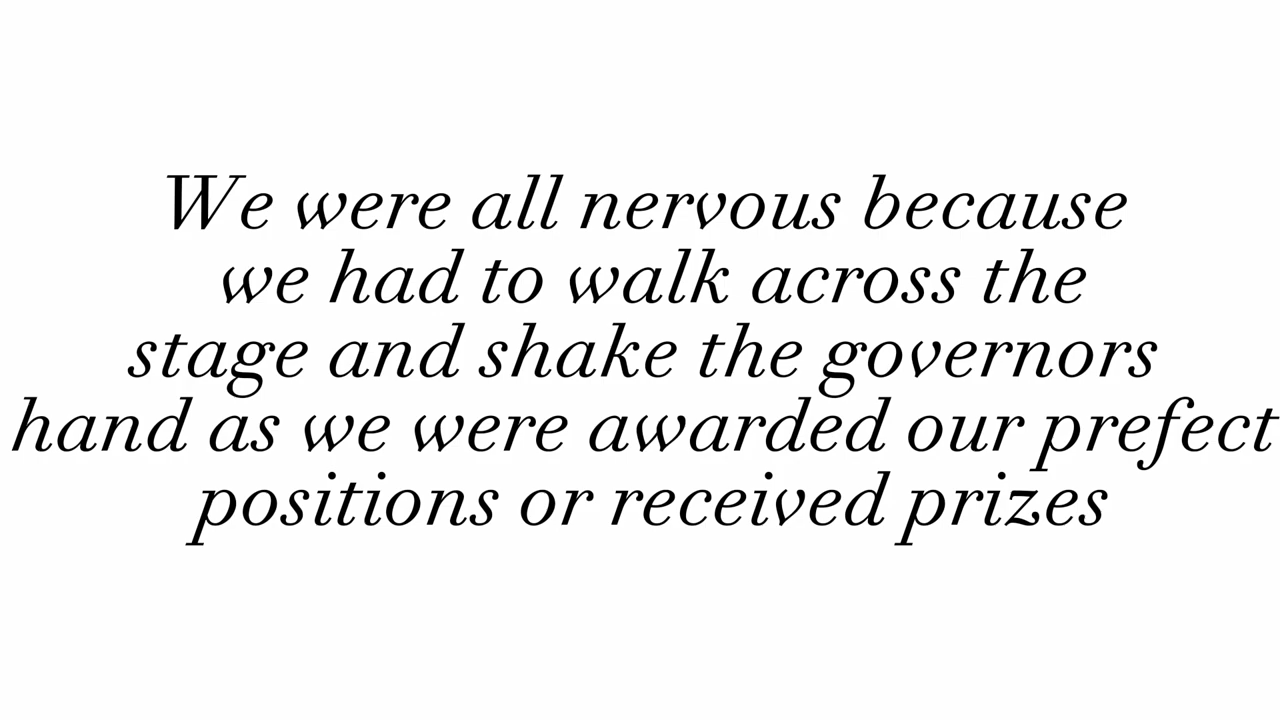 We were all nervous because
we had to walk across the
stage and shake the governors
hand as we were awarded our prefect
positions or received prizes